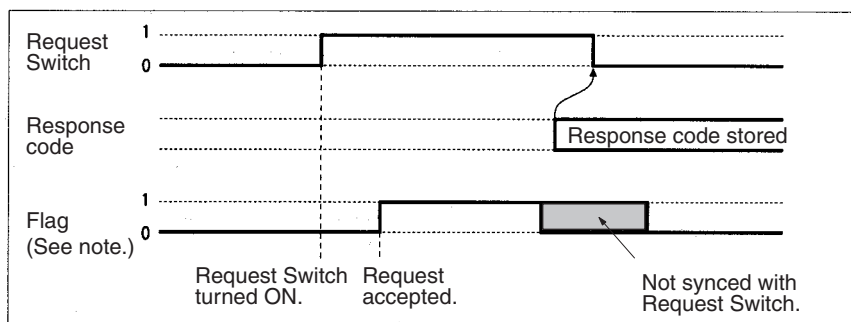 Request
Switch
1
0
Response
code
Response code stored
Flag
(See note.)
1
0
Request Switch
turned ON.
Request
accepted.
Not synced with
Request Switch.